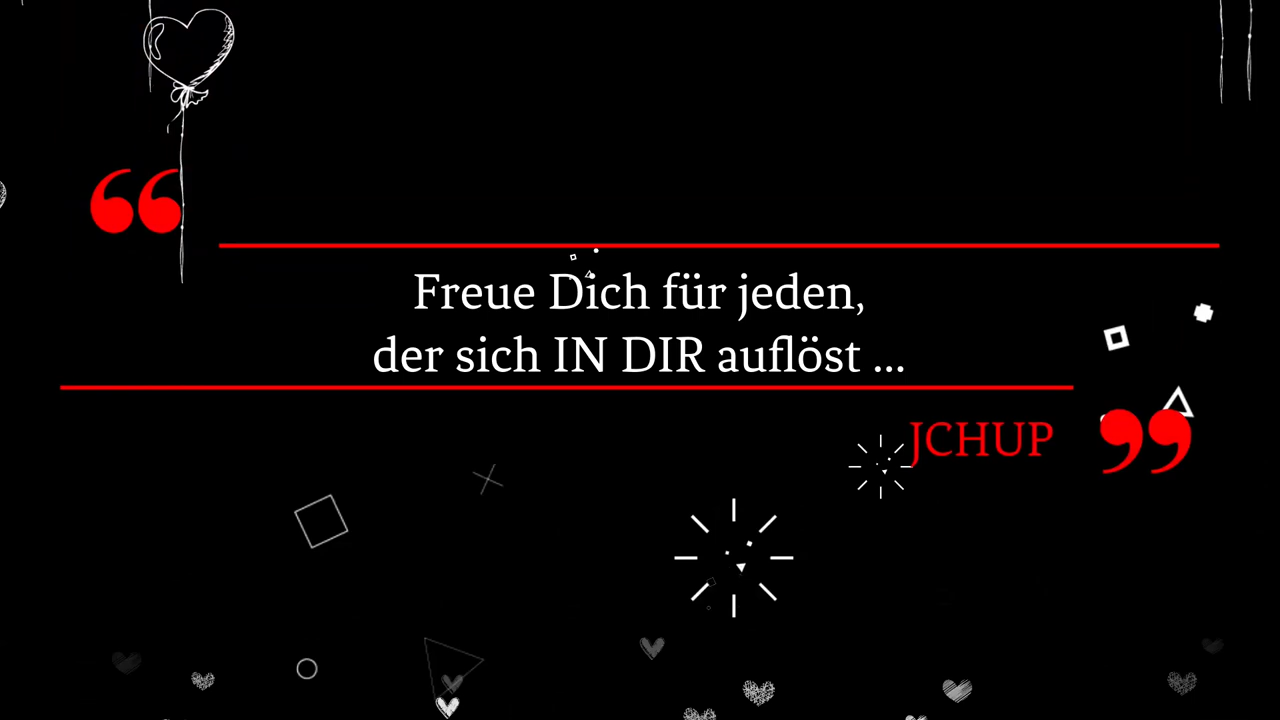 “
Freue Dich für jeden,
der sich IN DIR auflöst ...
JCHUP ”